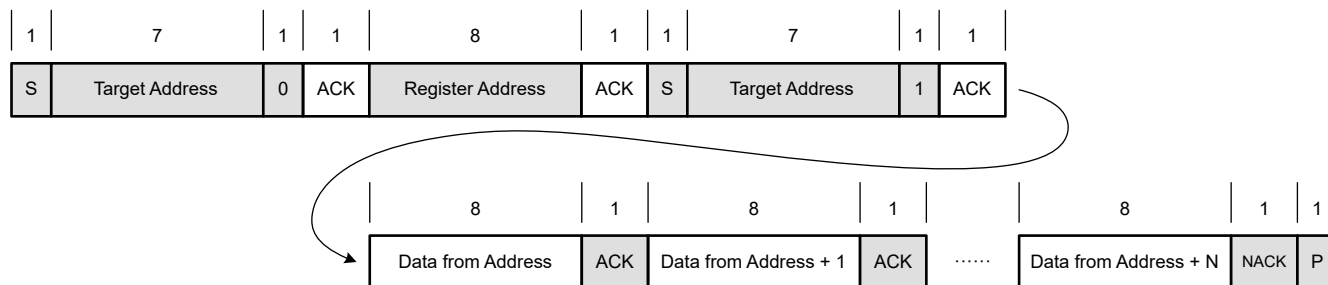 1 7 1 1 8 1 1 7 1 1
S Target Address 0 ACK Register Address ACK S Target Address 1 ACK
8 1 8 1 8 1 1
Data from Address ACK Data from Address + 1 ACK ...... Data from Address + N NACK P